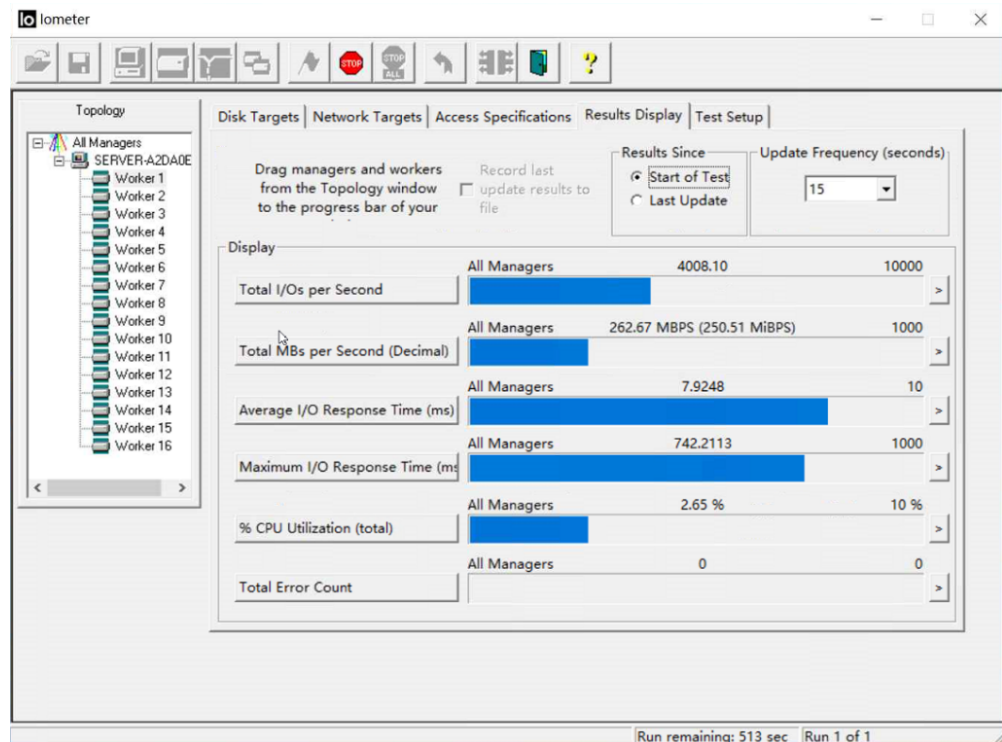 Io Iometer
STOP
STOP
ALL
?
Topology
All Managers
SERVER-A2DA0E
Worker 1
Worker 2
Worker 3
Worker 4
Worker 5
Worker 6
Worker 7
Worker 8
Worker 9
Worker 10
Worker 11
Worker 12
Worker 13
Worker 14
Worker 15
Worker 16
Disk Targets Network Targets Access Specifications Results Display Test Setup
Drag managers and workers
from the Topology window
to the progress bar of your
Record last
update results to
file
Results Since
Start of Test
Last Update
Update Frequency (seconds)
15
Display
All Managers 4008.10 10000
Total I/Os per Second >
All Managers 262.67 MBPS (250.51 MiBPS) 1000
Total MBs per Second (Decimal) >
All Managers 7.9248 10
Average I/O Response Time (ms) >
All Managers 742.2113 1000
Maximum I/O Response Time (ms >
All Managers 2.65 % 10 %
% CPU Utilization (total) >
All Managers 0 0
Total Error Count >
Run remaining: 513 sec Run 1 of 1